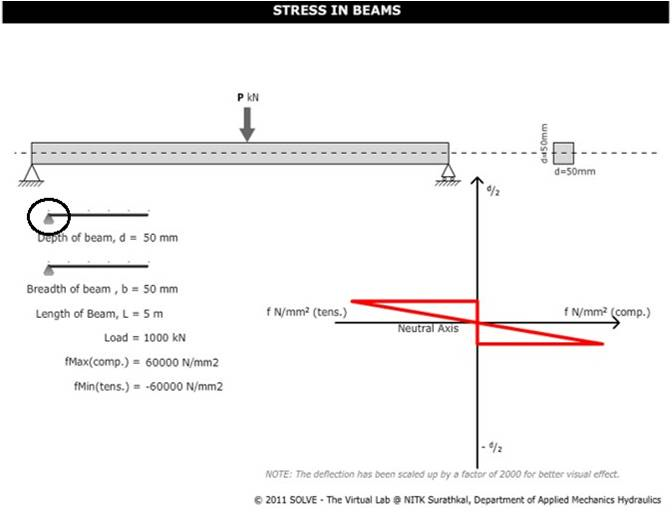 STRESS IN BEAMS
P kN
d=50mm
d=50mm
d/2
Depth of beam, d = 50 mm
Breadth of beam , b = 50 mm
Length of Beam, L = 5 m
Load = 1000 kN
fMax(comp.) = 60000 N/mm2
fMin(tens.) = -60000 N/mm2
f N/mm² (tens.)
f N/mm² (comp.)
Neutral Axis
- d/2
NOTE: The deflection has been scaled up by a factor of 2000 for better visual effect.
© 2011 SOLVE - The Virtual Lab @ NITK Surathkal, Department of Applied Mechanics Hydraulics